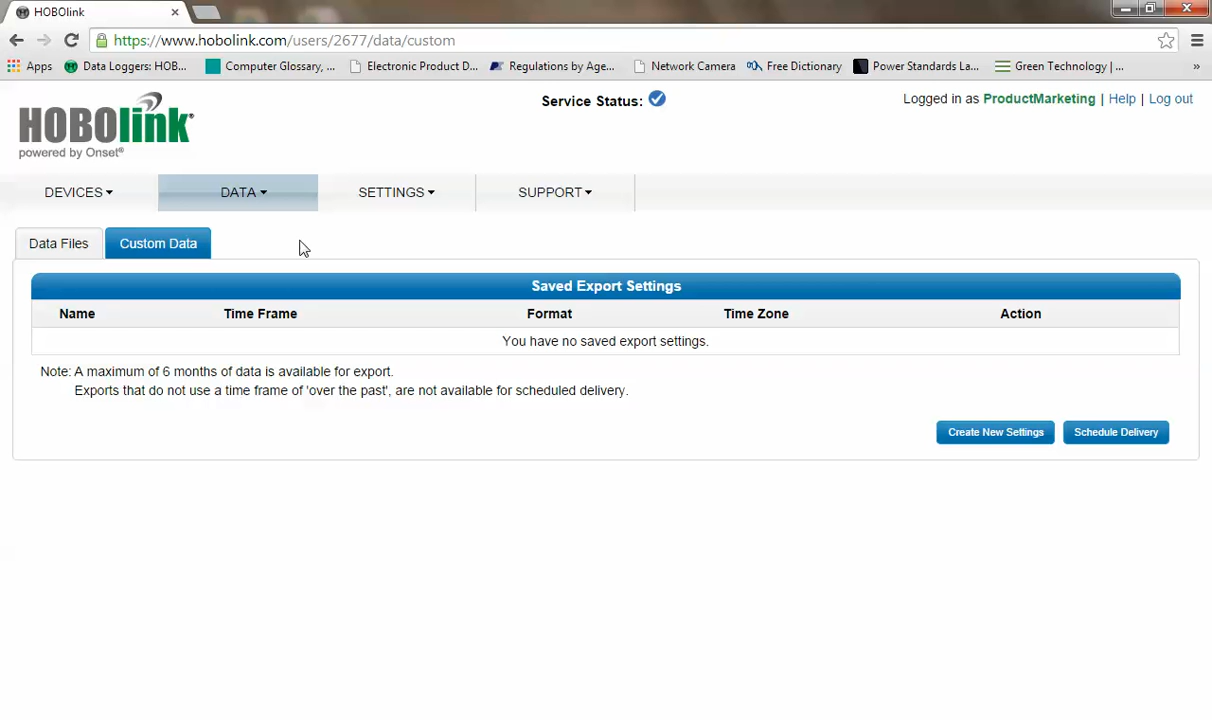 HOBOlink
https://www.hobolink.com/users/2677/data/custom
Apps Data Loggers: HOB... Computer Glossary, ... Electronic Product D... Regulations by Age... Network Camera Free Dictionary Power Standards La... Green Technology | ... »
HOBOlink®
powered by Onset®
Service Status:
Logged in as ProductMarketing | Help | Log out
DEVICES DATA SETTINGS SUPPORT
Data Files Custom Data
Saved Export Settings
Name Time Frame Format Time Zone Action
You have no saved export settings.
Note: A maximum of 6 months of data is available for export.
Exports that do not use a time frame of 'over the past', are not available for scheduled delivery.
Create New Settings Schedule Delivery